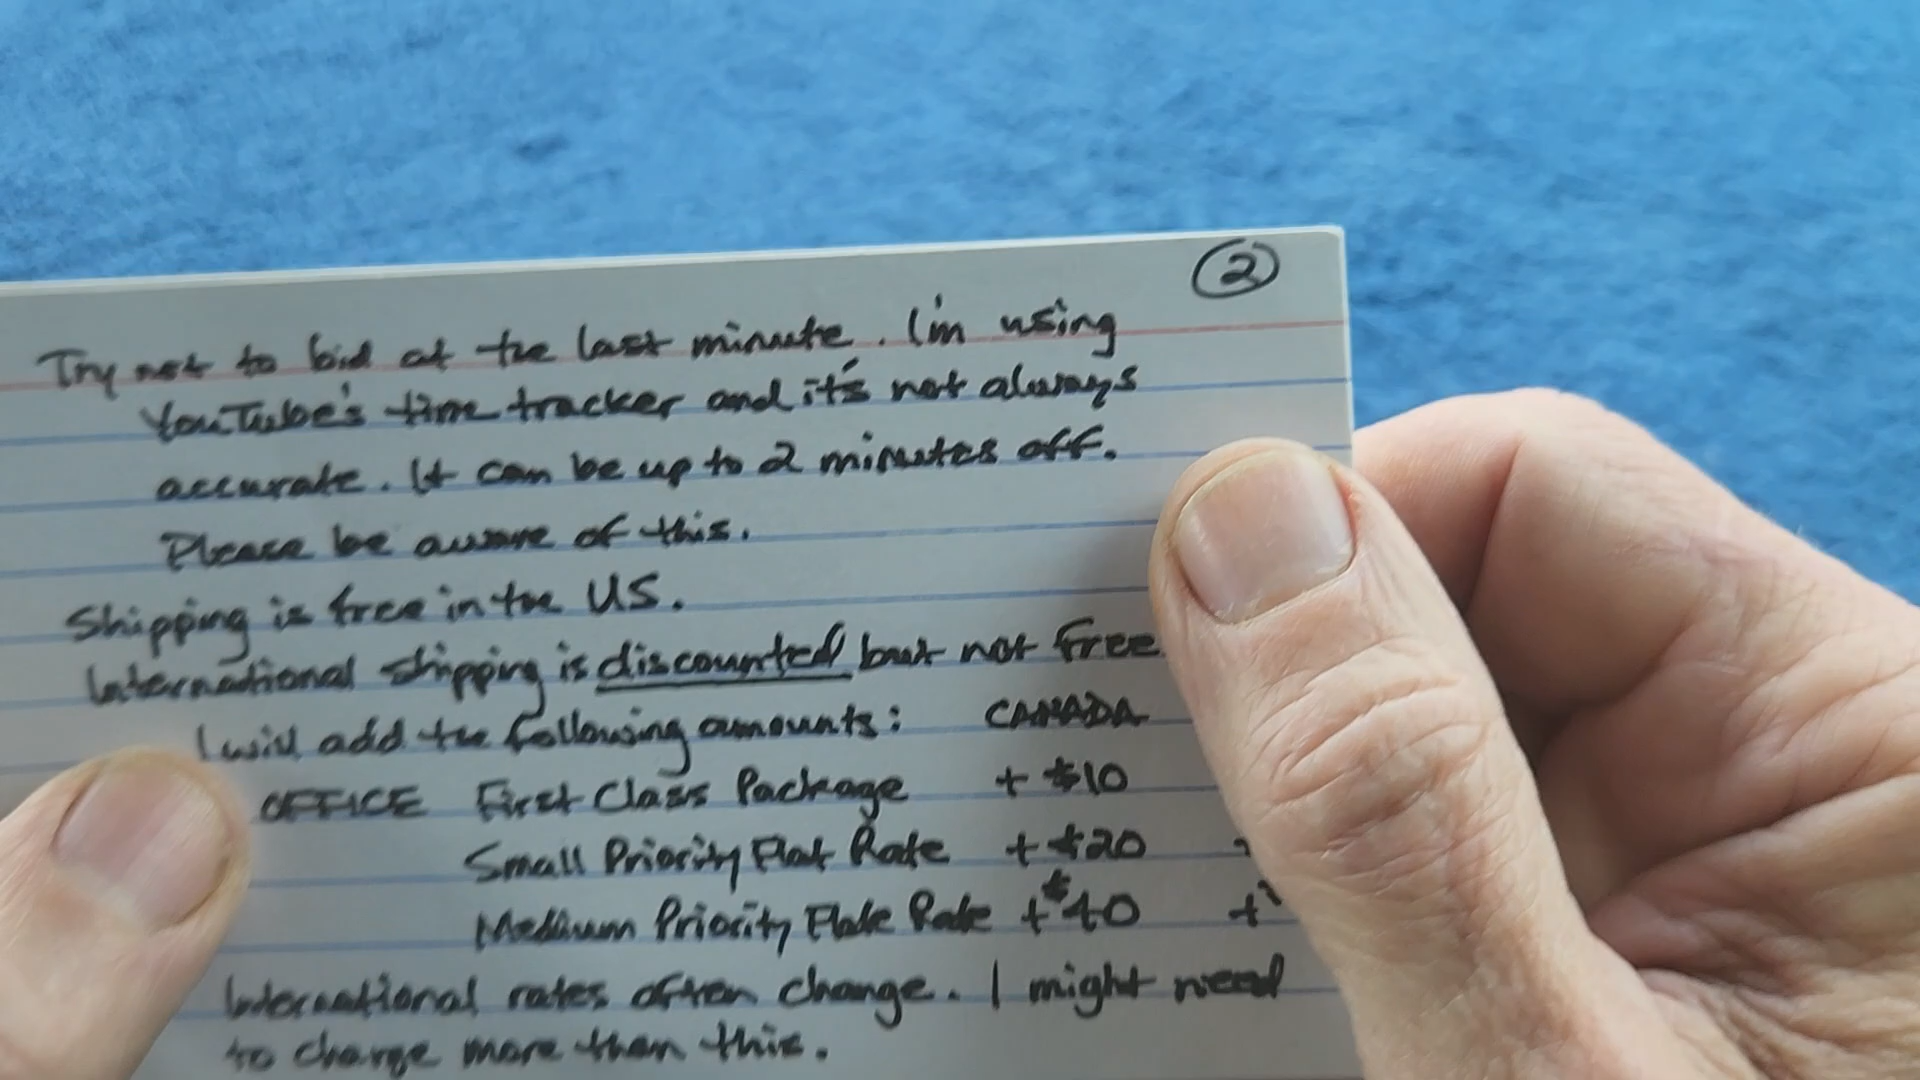 2
Try not to bid at the last minute. I'm using
YouTube's time tracker and it's not always
accurate. It can be up to 2 minutes off.
Please be aware of this.
Shipping is free in the US.
International shipping is discounted but not free
I will add the following amounts: CANADA
OFFICE First Class Package + $10
Small Priority Flat Rate + $20
Medium Priority Flate Rate + $40 +
International rates often change. I might need
to charge more than this.